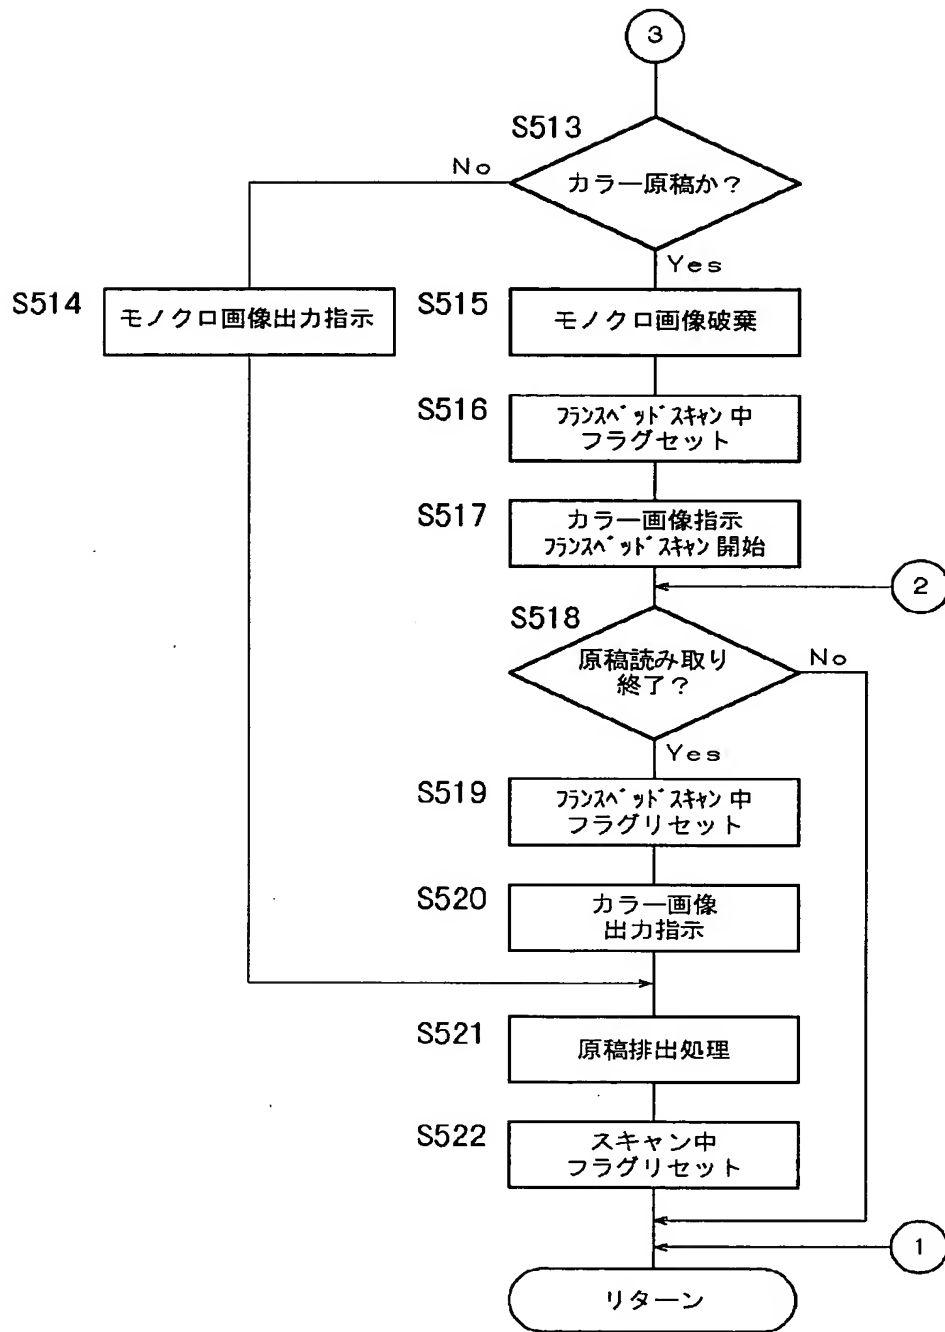 3
S513
カラー原稿か？
No
Yes
S514
モノクロ画像出力指示
S515
モノクロ画像破棄
S516
ﾌﾗﾝｽﾍﾞｯﾄﾞｽｷｬﾝ中
フラグセット
S517
カラー画像指示
ﾌﾗﾝｽﾍﾞｯﾄﾞｽｷｬﾝ開始
2
S518
原稿読み取り
終了？
No
Yes
S519
ﾌﾗﾝｽﾍﾞｯﾄﾞｽｷｬﾝ中
フラグリセット
S520
カラー画像
出力指示
S521
原稿排出処理
S522
スキャン中
フラグリセット
1
リターン